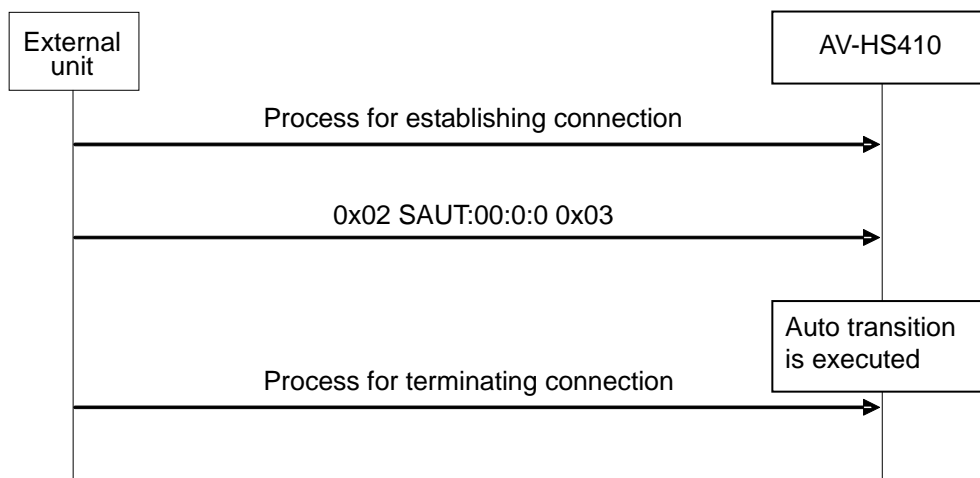 External
unit
AV-HS410
Process for establishing connection
0x02 SAUT:00:0:0 0x03
Auto transition
is executed
Process for terminating connection